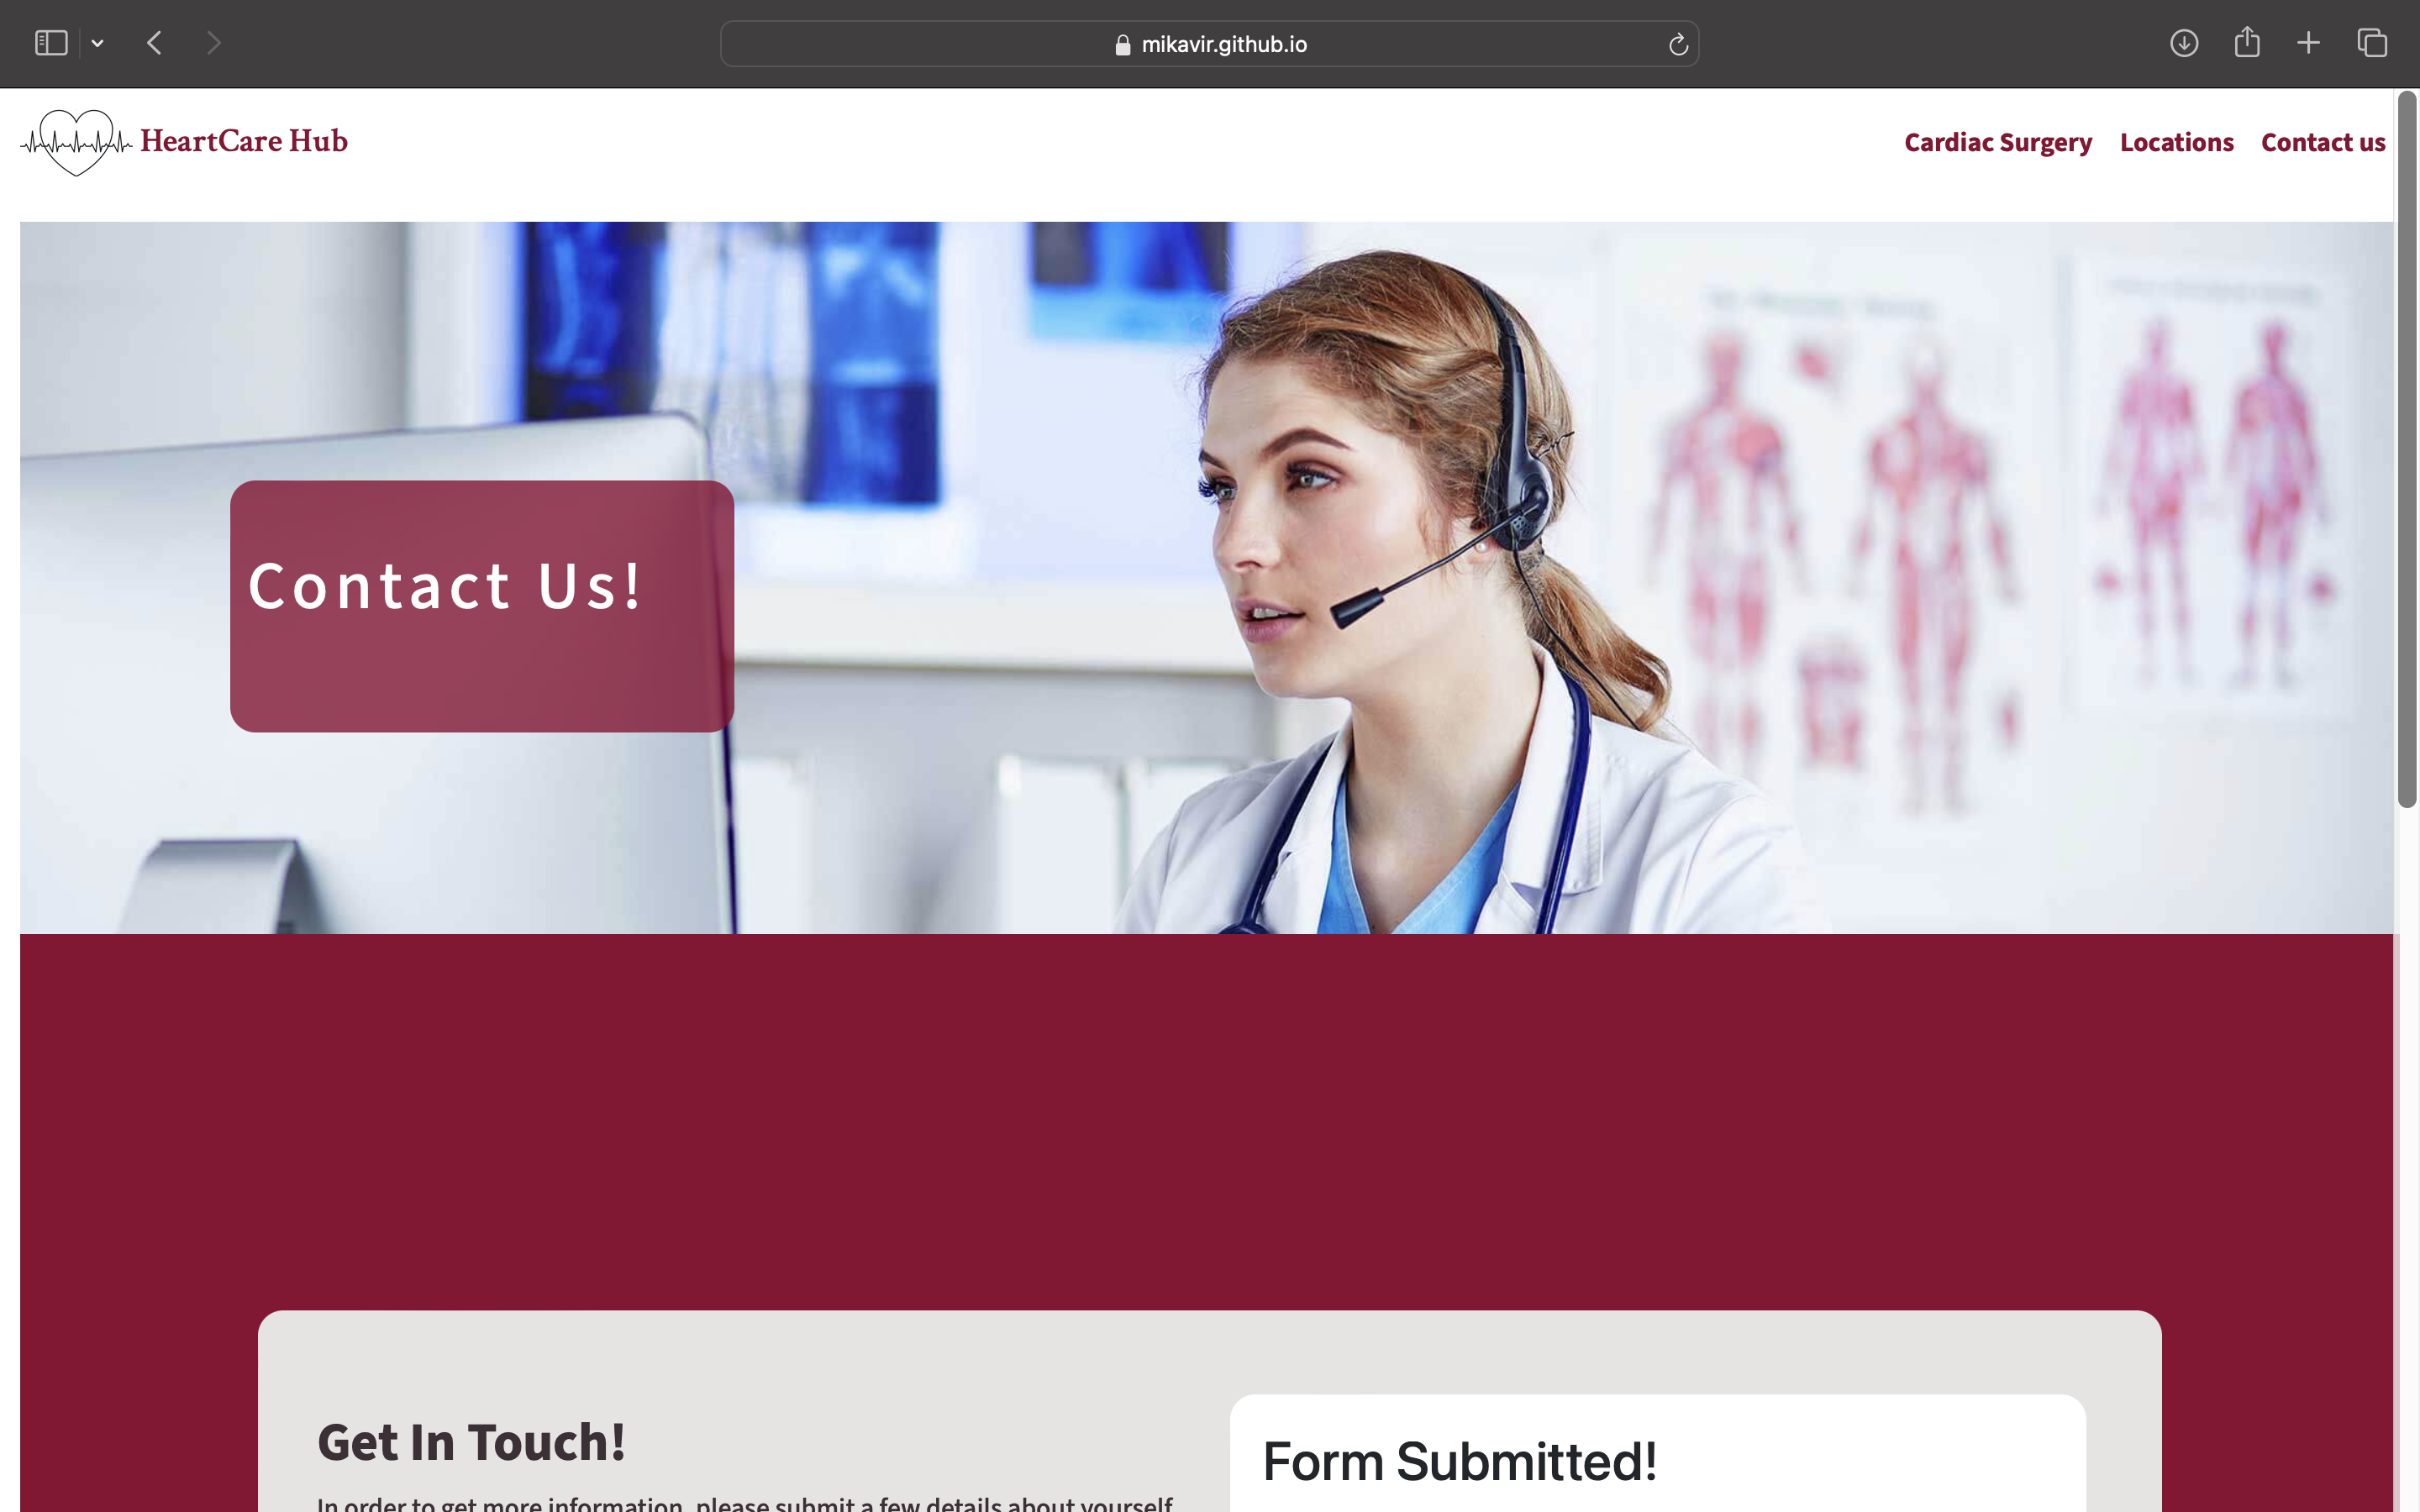 mikavir.github.io
HeartCare Hub
Cardiac Surgery Locations Contact us
Contact Us!
Get In Touch!
In order to get more information, please submit a few details about yourself
Form Submitted!